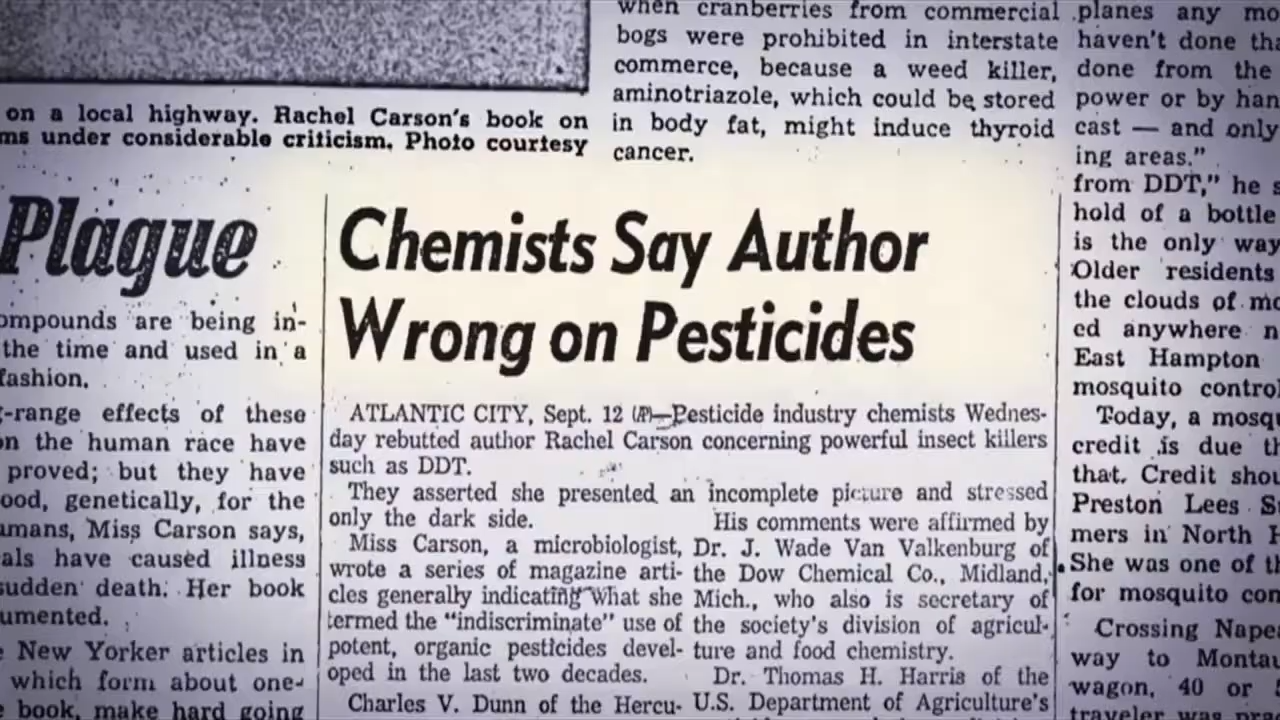 on a local highway. Rachel Carson's book on
ms under considerable criticism. Photo courtesy
Plague
ompounds are being in-
the time and used in a
fashion.
g-range effects of these
on the human race have
proved; but they have
ood, genetically, for the
umans, Miss Carson says,
als have caused illness
sudden death. Her book
umented.
e New Yorker articles in
which form about one-
e book, make hard going
when cranberries from commercial
bogs were prohibited in interstate
commerce, because a weed killer,
aminotriazole, which could be stored
in body fat, might induce thyroid
cancer.
Chemists Say Author
Wrong on Pesticides
ATLANTIC CITY, Sept. 12 (AP)—Pesticide industry chemists Wednes-
day rebutted author Rachel Carson concerning powerful insect killers
such as DDT.
They asserted she presented an incomplete picture and stressed
only the dark side.
Miss Carson, a microbiologist,
wrote a series of magazine arti-
cles generally indicating what she
termed the "indiscriminate" use of
potent, organic pesticides devel-
oped in the last two decades.
Charles V. Dunn of the Hercu-
His comments were affirmed by
Dr. J. Wade Van Valkenburg of
the Dow Chemical Co., Midland,
Mich., who also is secretary of
the society's division of agricul-
ture and food chemistry.
Dr. Thomas H. Harris of the
U.S. Department of Agriculture's
planes any mo
haven't done tha
done from the
power or by han
cast — and only
ing areas."
from DDT," he s
hold of a bottle
is the only way
Older residents
the clouds of mo
ed anywhere n
East Hampton
mosquito control
Today, a mosqu
credit is due th
that. Credit shou
Preston Lees S
mers in North H
She was one of th
for mosquito con
Crossing Nape
way to Montau
wagon, 40 or 5
traveler was pra